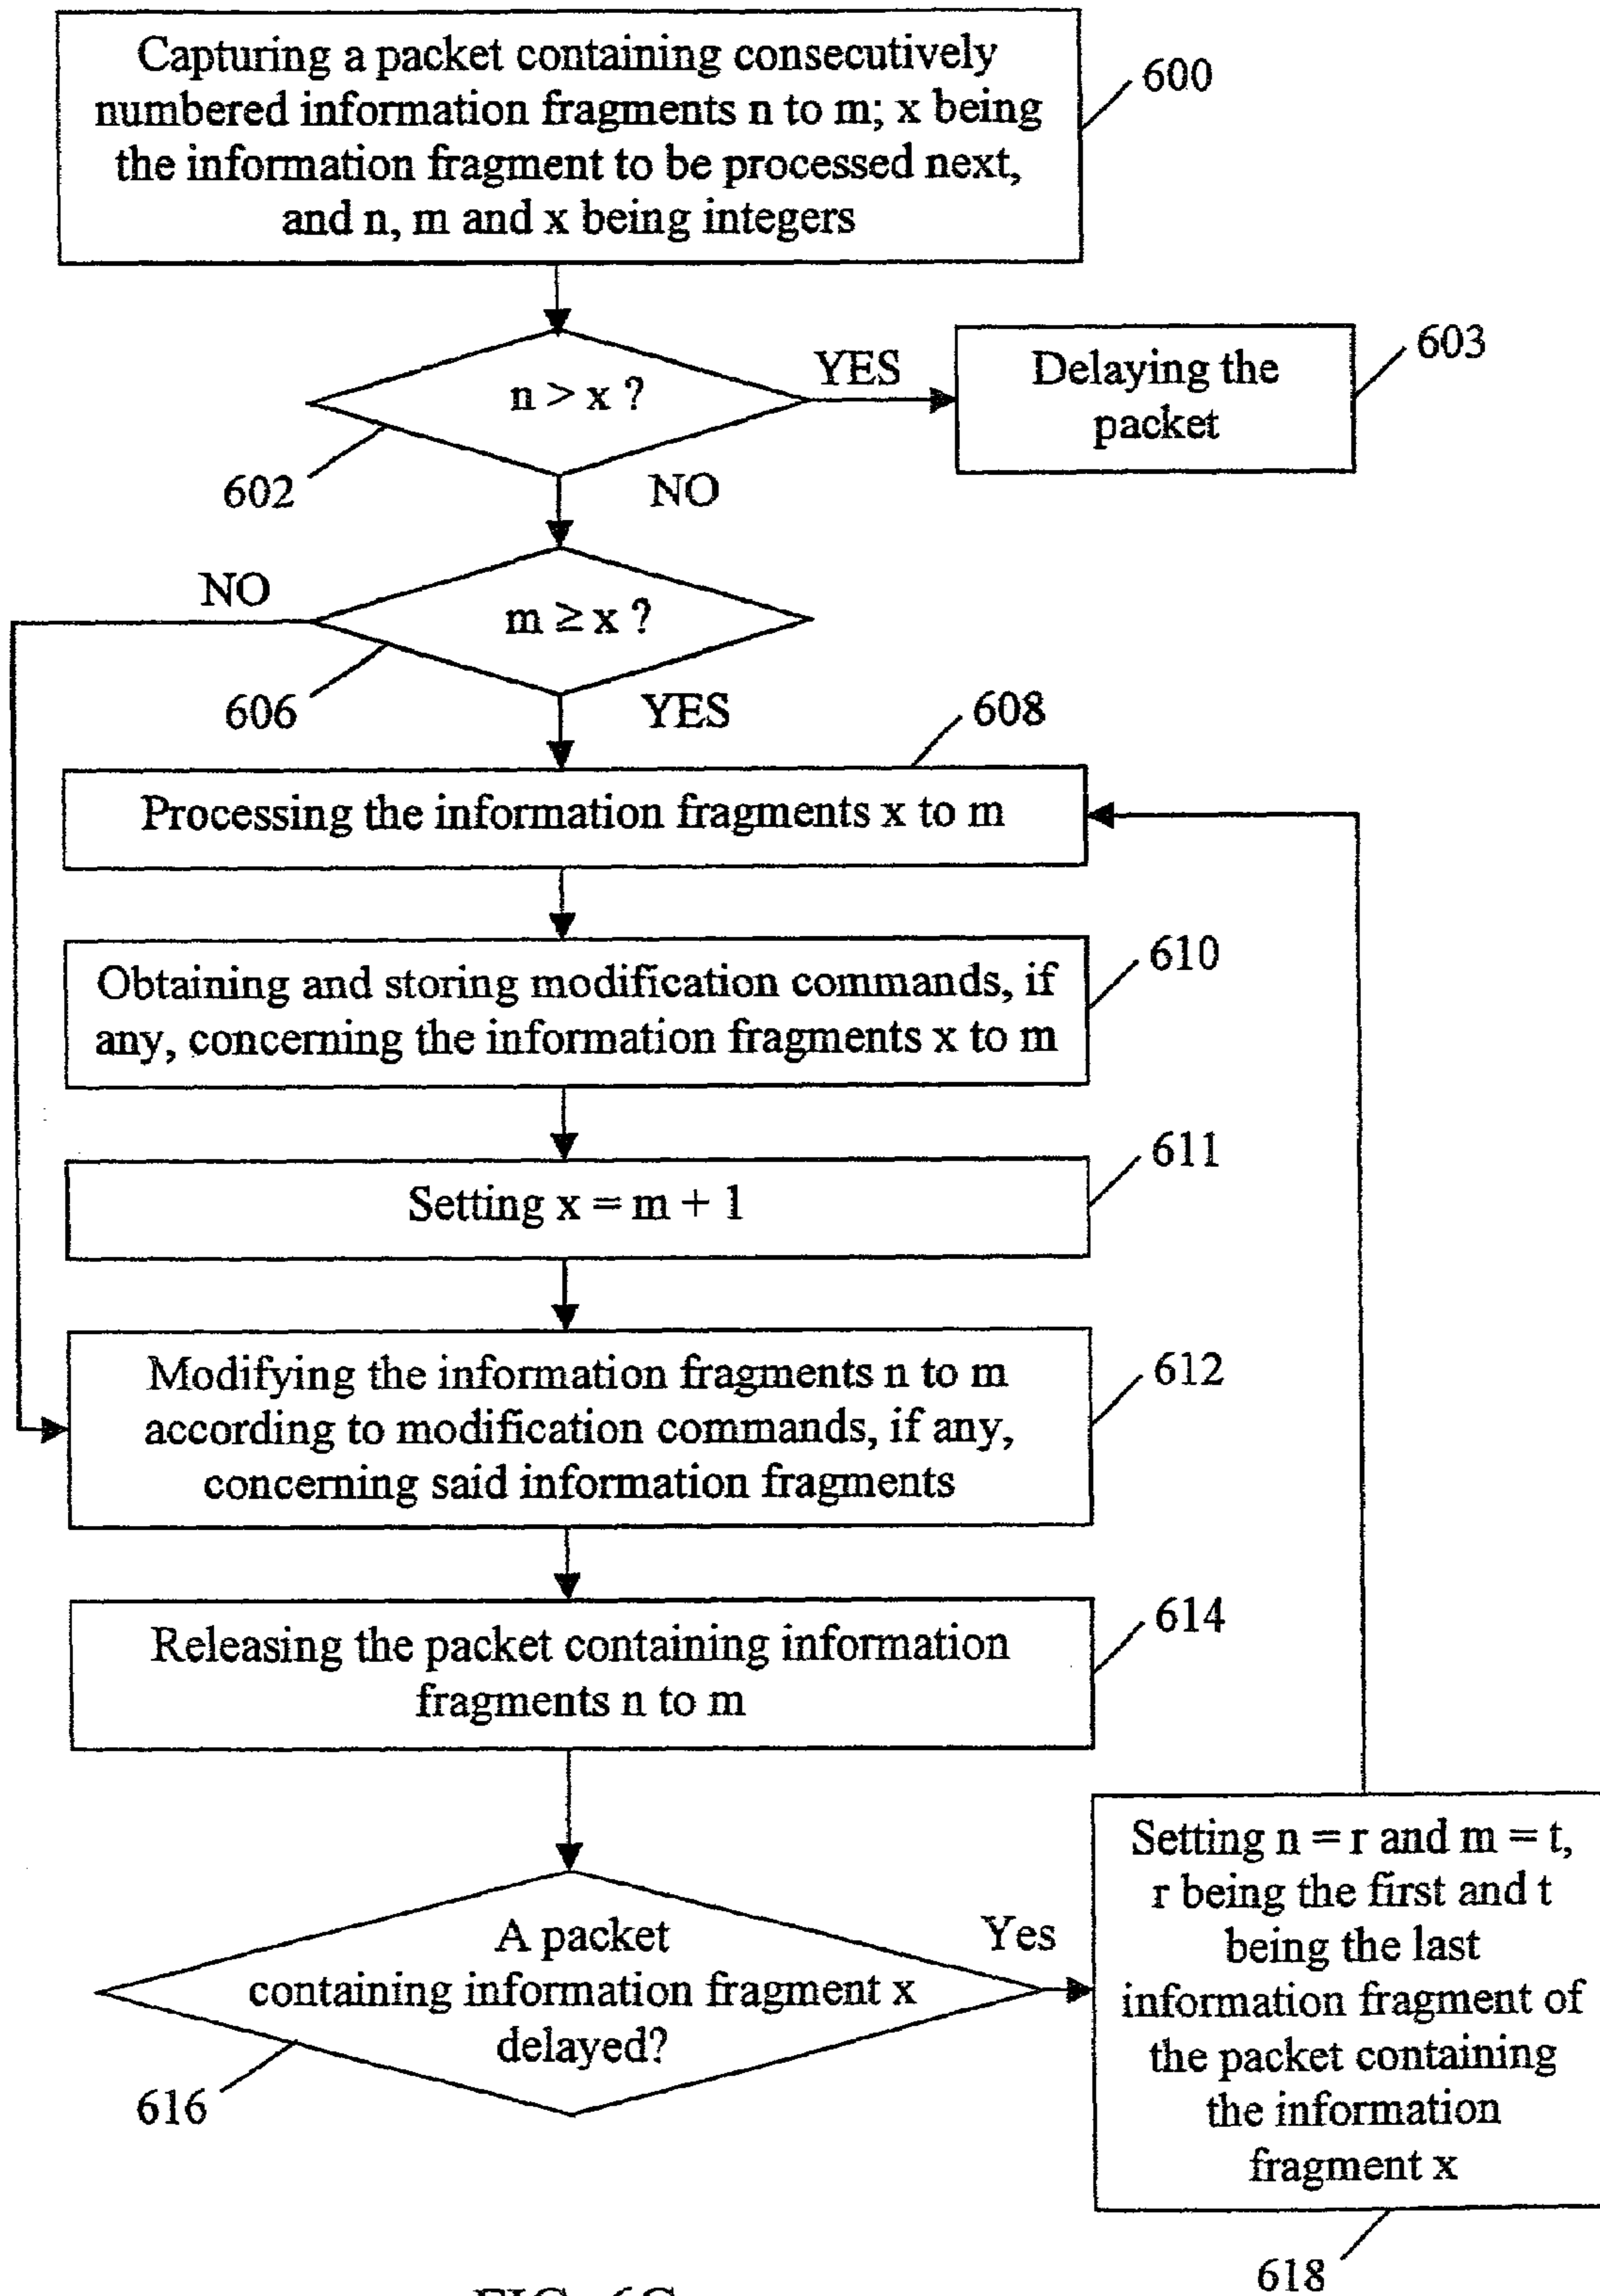 Capturing a packet containing consecutively
numbered information fragments n to m; x being
the information fragment to be processed next,
and n, m and x being integers
600
n > x ?
YES
Delaying the
packet
603
602
NO
NO
m ≥ x ?
606
YES
608
Processing the information fragments x to m
Obtaining and storing modification commands, if
any, concerning the information fragments x to m
610
611
Setting x = m + 1
Modifying the information fragments n to m
according to modification commands, if any,
concerning said information fragments
612
Releasing the packet containing information
fragments n to m
614
A packet
containing information fragment x
delayed?
Yes
616
Setting n = r and m = t,
r being the first and t
being the last
information fragment of
the packet containing
the information
fragment x
618
FIG. 6C